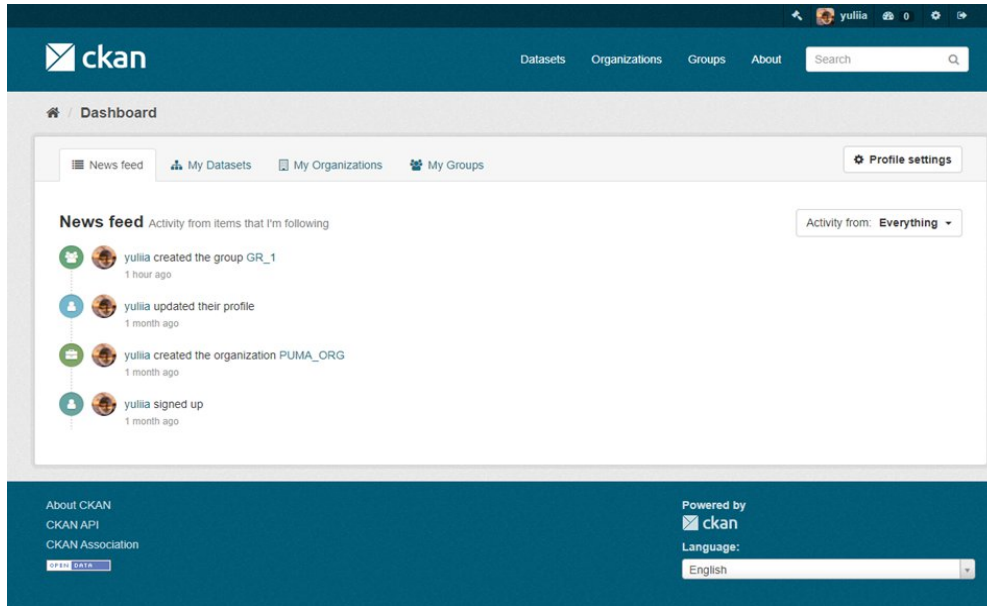 yuliia 0
ckan
Datasets Organizations Groups About Search
/ Dashboard
News feed My Datasets My Organizations My Groups Profile settings
News feed Activity from items that I'm following Activity from: Everything
yuliia created the group GR_1
1 hour ago
yuliia updated their profile
1 month ago
yuliia created the organization PUMA_ORG
1 month ago
yuliia signed up
1 month ago
About CKAN
CKAN API
CKAN Association
OPEN DATA
Powered by
ckan
Language:
English